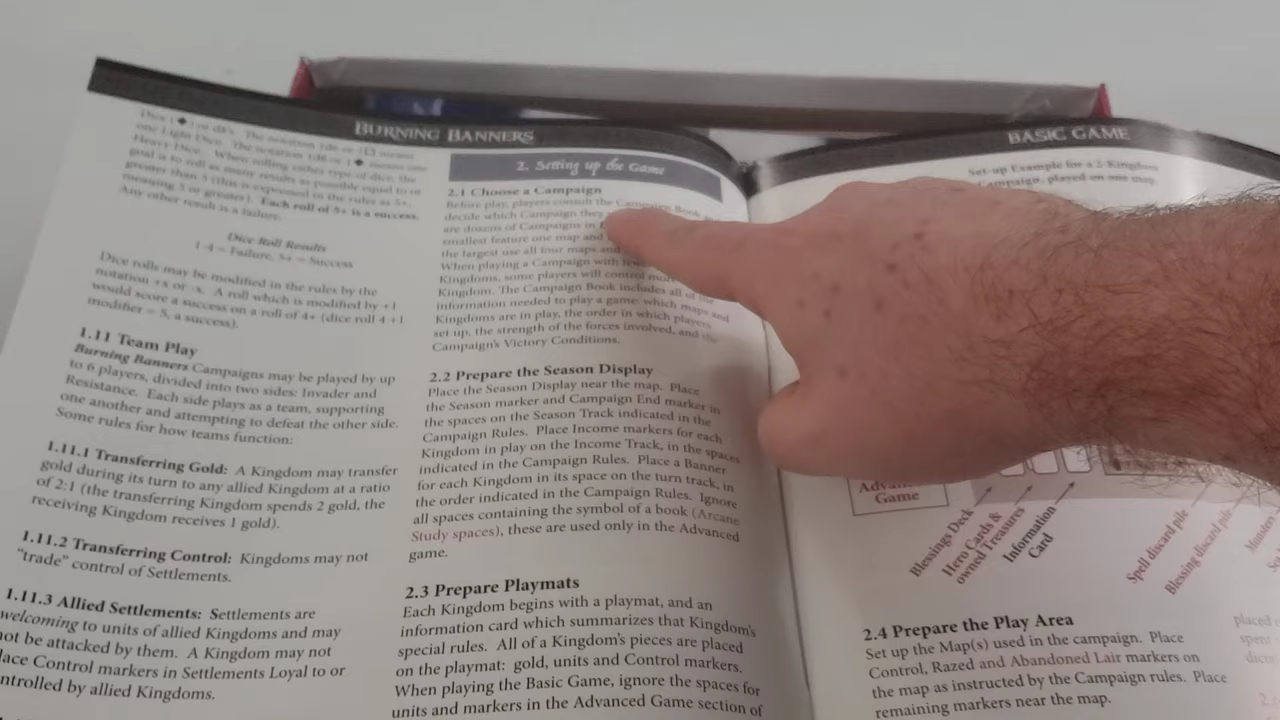 BURNING BANNERS
one Light Dice. The notation
Heavy Dice. When rolling either type of dice, the
goal is to roll as many results as possible equal to or
greater than 5 (this is expressed in the rules as 5+,
meaning 5 or greater). Each roll of 5+ is a success.
Any other result is a failure.
Dice Roll Results
1-4 = Failure, 5+ = Success
Dice rolls may be modified in the rules by the
notation +x or -x. A roll which is modified by +1
would score a success on a roll of 4+ (dice roll 4 +1
modifier = 5, a success).
1.11 Team Play
Burning Banners Campaigns may be played by up
to 6 players, divided into two sides: Invader and
Resistance. Each side plays as a team, supporting
one another and attempting to defeat the other side.
Some rules for how teams function:
1.11.1 Transferring Gold: A Kingdom may transfer
gold during its turn to any allied Kingdom at a ratio
of 2:1 (the transferring Kingdom spends 2 gold, the
receiving Kingdom receives 1 gold).
1.11.2 Transferring Control: Kingdoms may not
"trade" control of Settlements.
1.11.3 Allied Settlements: Settlements are
welcoming to units of allied Kingdoms and may
not be attacked by them. A Kingdom may not
lace Control markers in Settlements Loyal to or
ntrolled by allied Kingdoms.
2. Setting up the Game
2.1 Choose a Campaign
Before play, players consult the Campaign Book
decide which Campaign they
are dozens of Campaigns in
smallest feature one map and
the largest use all four maps and
When playing a Campaign with
Kingdoms, some players will control
Kingdom. The Campaign Book includes all of the
information needed to play a game: which maps and
Kingdoms are in play, the order in which players
set up, the strength of the forces involved, and the
Campaign's Victory Conditions.
2.2 Prepare the Season Display
Place the Season Display near the map. Place
the Season marker and Campaign End marker in
the spaces on the Season Track indicated in the
Campaign Rules. Place Income markers for each
Kingdom in play on the Income Track, in the spaces
indicated in the Campaign Rules. Place a Banner
for each Kingdom in its space on the turn track, in
the order indicated in the Campaign Rules. Ignore
all spaces containing the symbol of a book (Arcane
Study spaces), these are used only in the Advanced
game.
2.3 Prepare Playmats
Each Kingdom begins with a playmat, and an
information card which summarizes that Kingdom's
special rules. All of a Kingdom's pieces are placed
on the playmat: gold, units and Control markers.
When playing the Basic Game, ignore the spaces for
units and markers in the Advanced Game section of
BASIC GAME
Set-up Example for a 2-Kingdom
Campaign, played on one map.
Game
Blessings Deck
Hero Cards &
owned Treasures
Information
Card
Spell discard pile
Blessing discard pile
Monsters
2.4 Prepare the Play Area
Set up the Map(s) used in the campaign. Place
Control, Razed and Abandoned Lair markers on
the map as instructed by the Campaign rules. Place
remaining markers near the map.
placed
spent